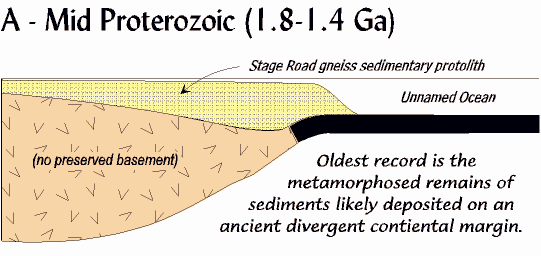 A - Mid Proterozoic (1.8-1.4 Ga)
Stage Road gneiss sedimentary protolith
Unnamed Ocean
(no preserved basement)
Oldest record is the
metamorphosed remains of
sediments likely deposited on an
ancient divergent contiental margin.